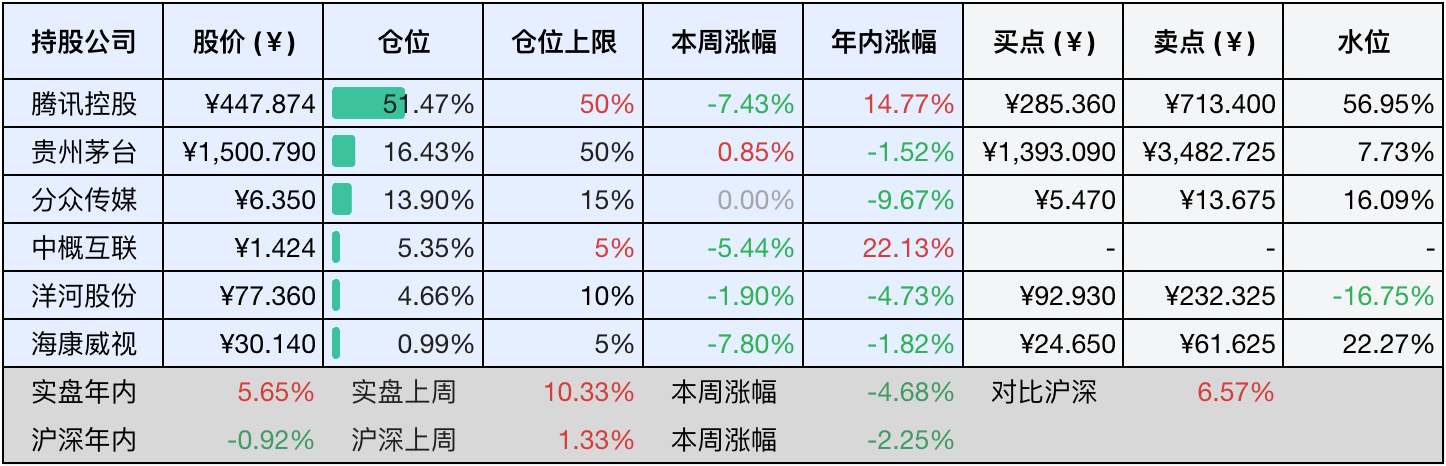 持股公司 股价 (¥) 仓位 仓位上限 本周涨幅 年内涨幅 买点 (¥) 卖点 (¥) 水位
腾讯控股 ¥447.874 51.47% 50% -7.43% 14.77% ¥285.360 ¥713.400 56.95%
贵州茅台 ¥1,500.790 16.43% 50% 0.85% -1.52% ¥1,393.090 ¥3,482.725 7.73%
分众传媒 ¥6.350 13.90% 15% 0.00% -9.67% ¥5.470 ¥13.675 16.09%
中概互联 ¥1.424 5.35% 5% -5.44% 22.13% - - -
洋河股份 ¥77.360 4.66% 10% -1.90% -4.73% ¥92.930 ¥232.325 -16.75%
海康威视 ¥30.140 0.99% 5% -7.80% -1.82% ¥24.650 ¥61.625 22.27%
实盘年内 5.65% 实盘上周 10.33% 本周涨幅 -4.68% 对比沪深 6.57%
沪深年内 -0.92% 沪深上周 1.33% 本周涨幅 -2.25%